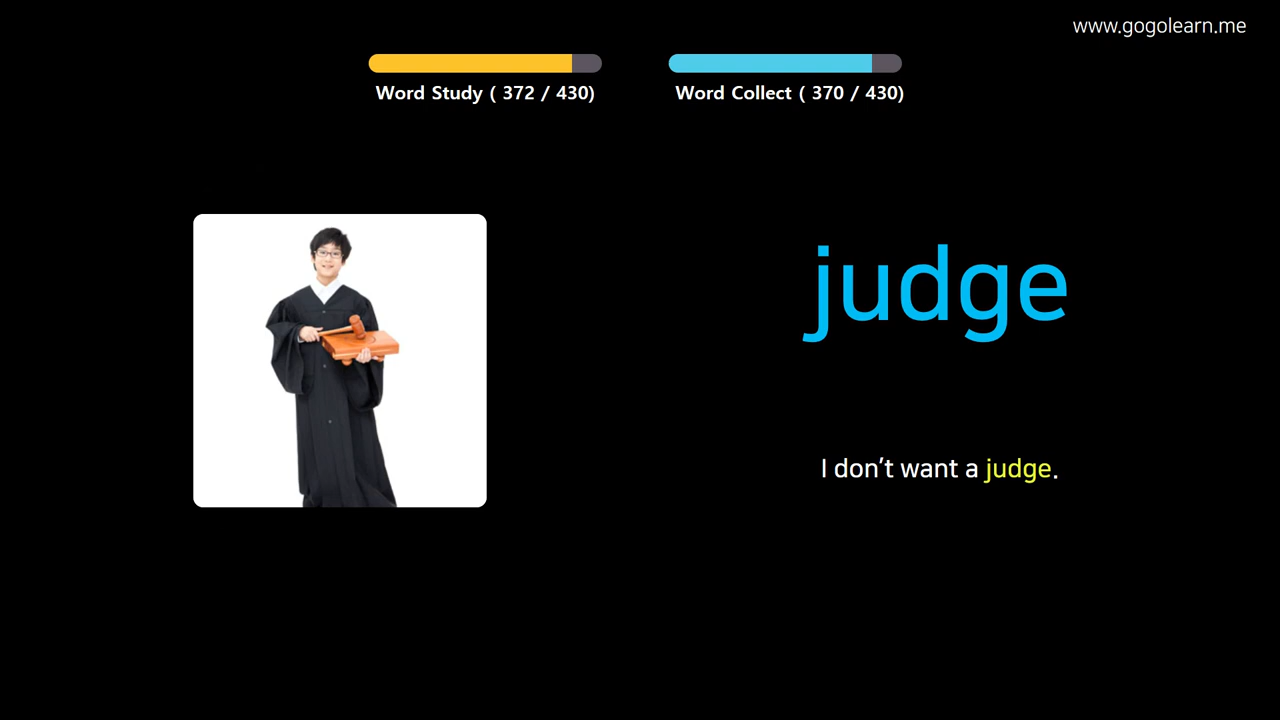 www.gogolearn.me
Word Study ( 372 / 430)
Word Collect ( 370 / 430)
judge
I don’t want a judge.